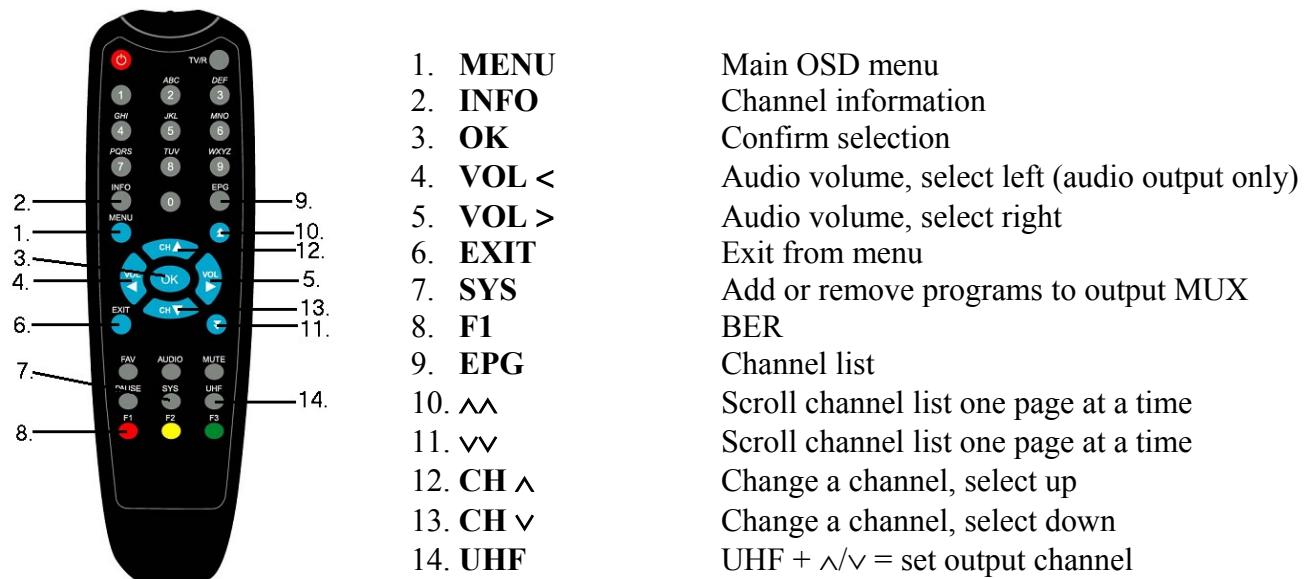 TV/R
ABC DEF
1 2 3
GHI JKL MNO
4 5 6
PQRS TUV WXYZ
7 8 9
INFO EPG
0
2. 9.
MENU
1. 10.
CH ▲ 12.
3.
VOL OK VOL
4. ◀ ▶ 5.
CH ▼ 13.
EXIT
6. 11.
FAV AUDIO MUTE
7.
PAUSE SYS UHF
14.
F1 F2 F3
8.
1. MENU Main OSD menu
2. INFO Channel information
3. OK Confirm selection
4. VOL < Audio volume, select left (audio output only)
5. VOL > Audio volume, select right
6. EXIT Exit from menu
7. SYS Add or remove programs to output MUX
8. F1 BER
9. EPG Channel list
10. ∧∧ Scroll channel list one page at a time
11. ∨∨ Scroll channel list one page at a time
12. CH ∧ Change a channel, select up
13. CH ∨ Change a channel, select down
14. UHF UHF + ∧/∨ = set output channel